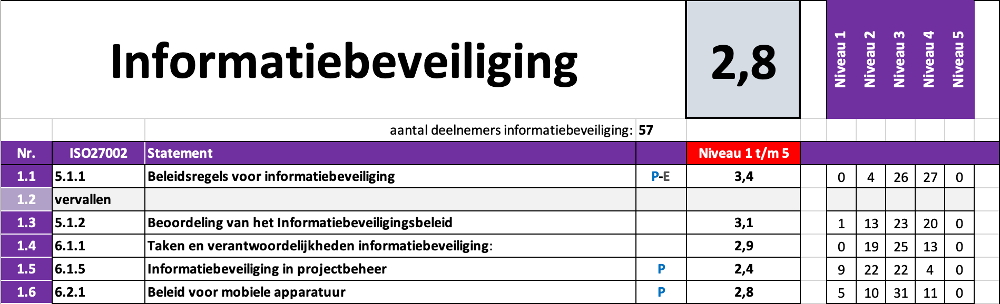 Informatiebeveiliging 2,8 Niveau 1 Niveau 2 Niveau 3 Niveau 4 Niveau 5
aantal deelnemers informatiebeveiliging: 57
Nr. ISO27002 Statement Niveau 1 t/m 5
1.1 5.1.1 Beleidsregels voor informatiebeveiliging P-E 3,4 0 4 26 27 0
1.2 vervallen
1.3 5.1.2 Beoordeling van het Informatiebeveiligingsbeleid 3,1 1 13 23 20 0
1.4 6.1.1 Taken en verantwoordelijkheden informatiebeveiliging: 2,9 0 19 25 13 0
1.5 6.1.5 Informatiebeveiliging in projectbeheer P 2,4 9 22 22 4 0
1.6 6.2.1 Beleid voor mobiele apparatuur P 2,8 5 10 31 11 0